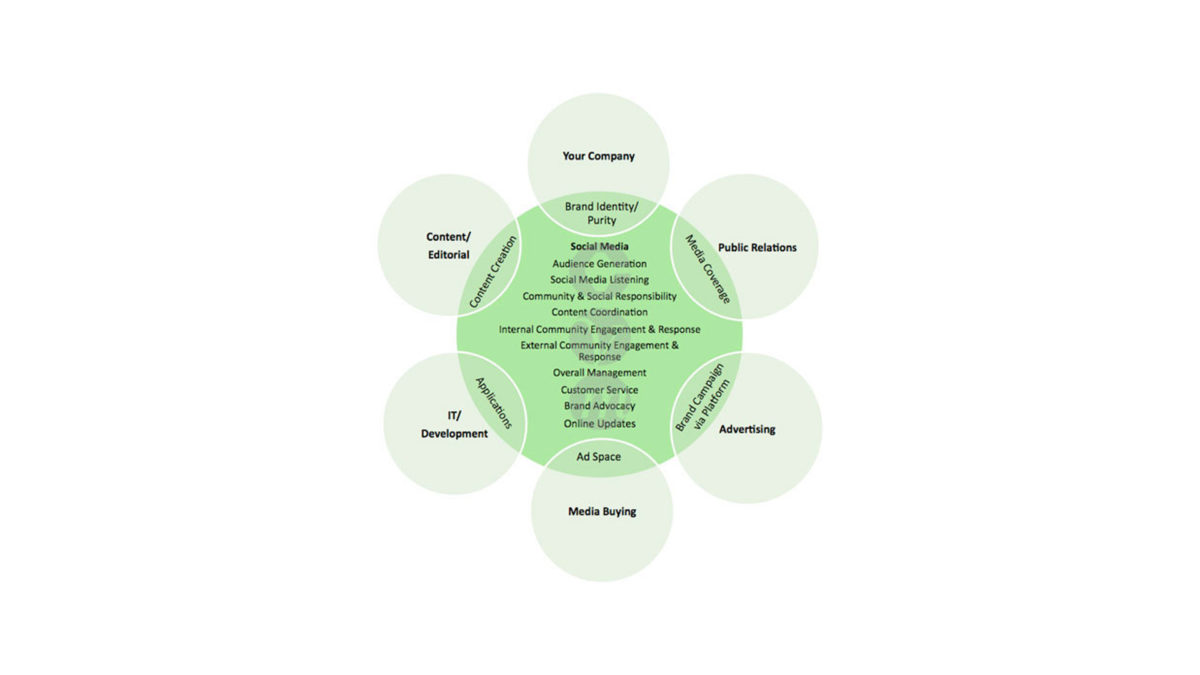 Your Company
Brand Identity/
Purity
Content/
Editorial
Content Creation
Public Relations
Media Coverage
Social Media
Audience Generation
Social Media Listening
Community & Social Responsibility
Content Coordination
Internal Community Engagement & Response
External Community Engagement &
Response
Overall Management
Customer Service
Brand Advocacy
Online Updates
IT/
Development
Applications
Brand Campaign
via Platform
Advertising
Ad Space
Media Buying